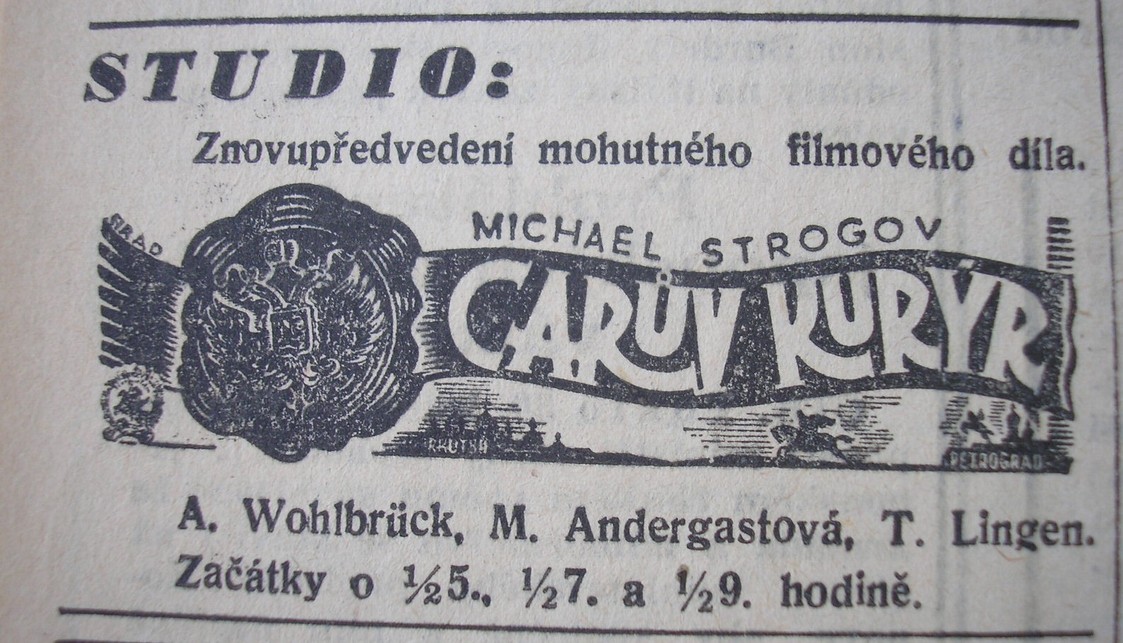 STUDIO:
Znovupředvedení mohutného filmového díla.
MICHAEL STROGOV
GRAD
CARŮV KURÝR
PETROGRAD
A. Wohlbrück, M. Andergastová, T. Lingen.
Začátky o ½5., ½7. a ½9. hodině.